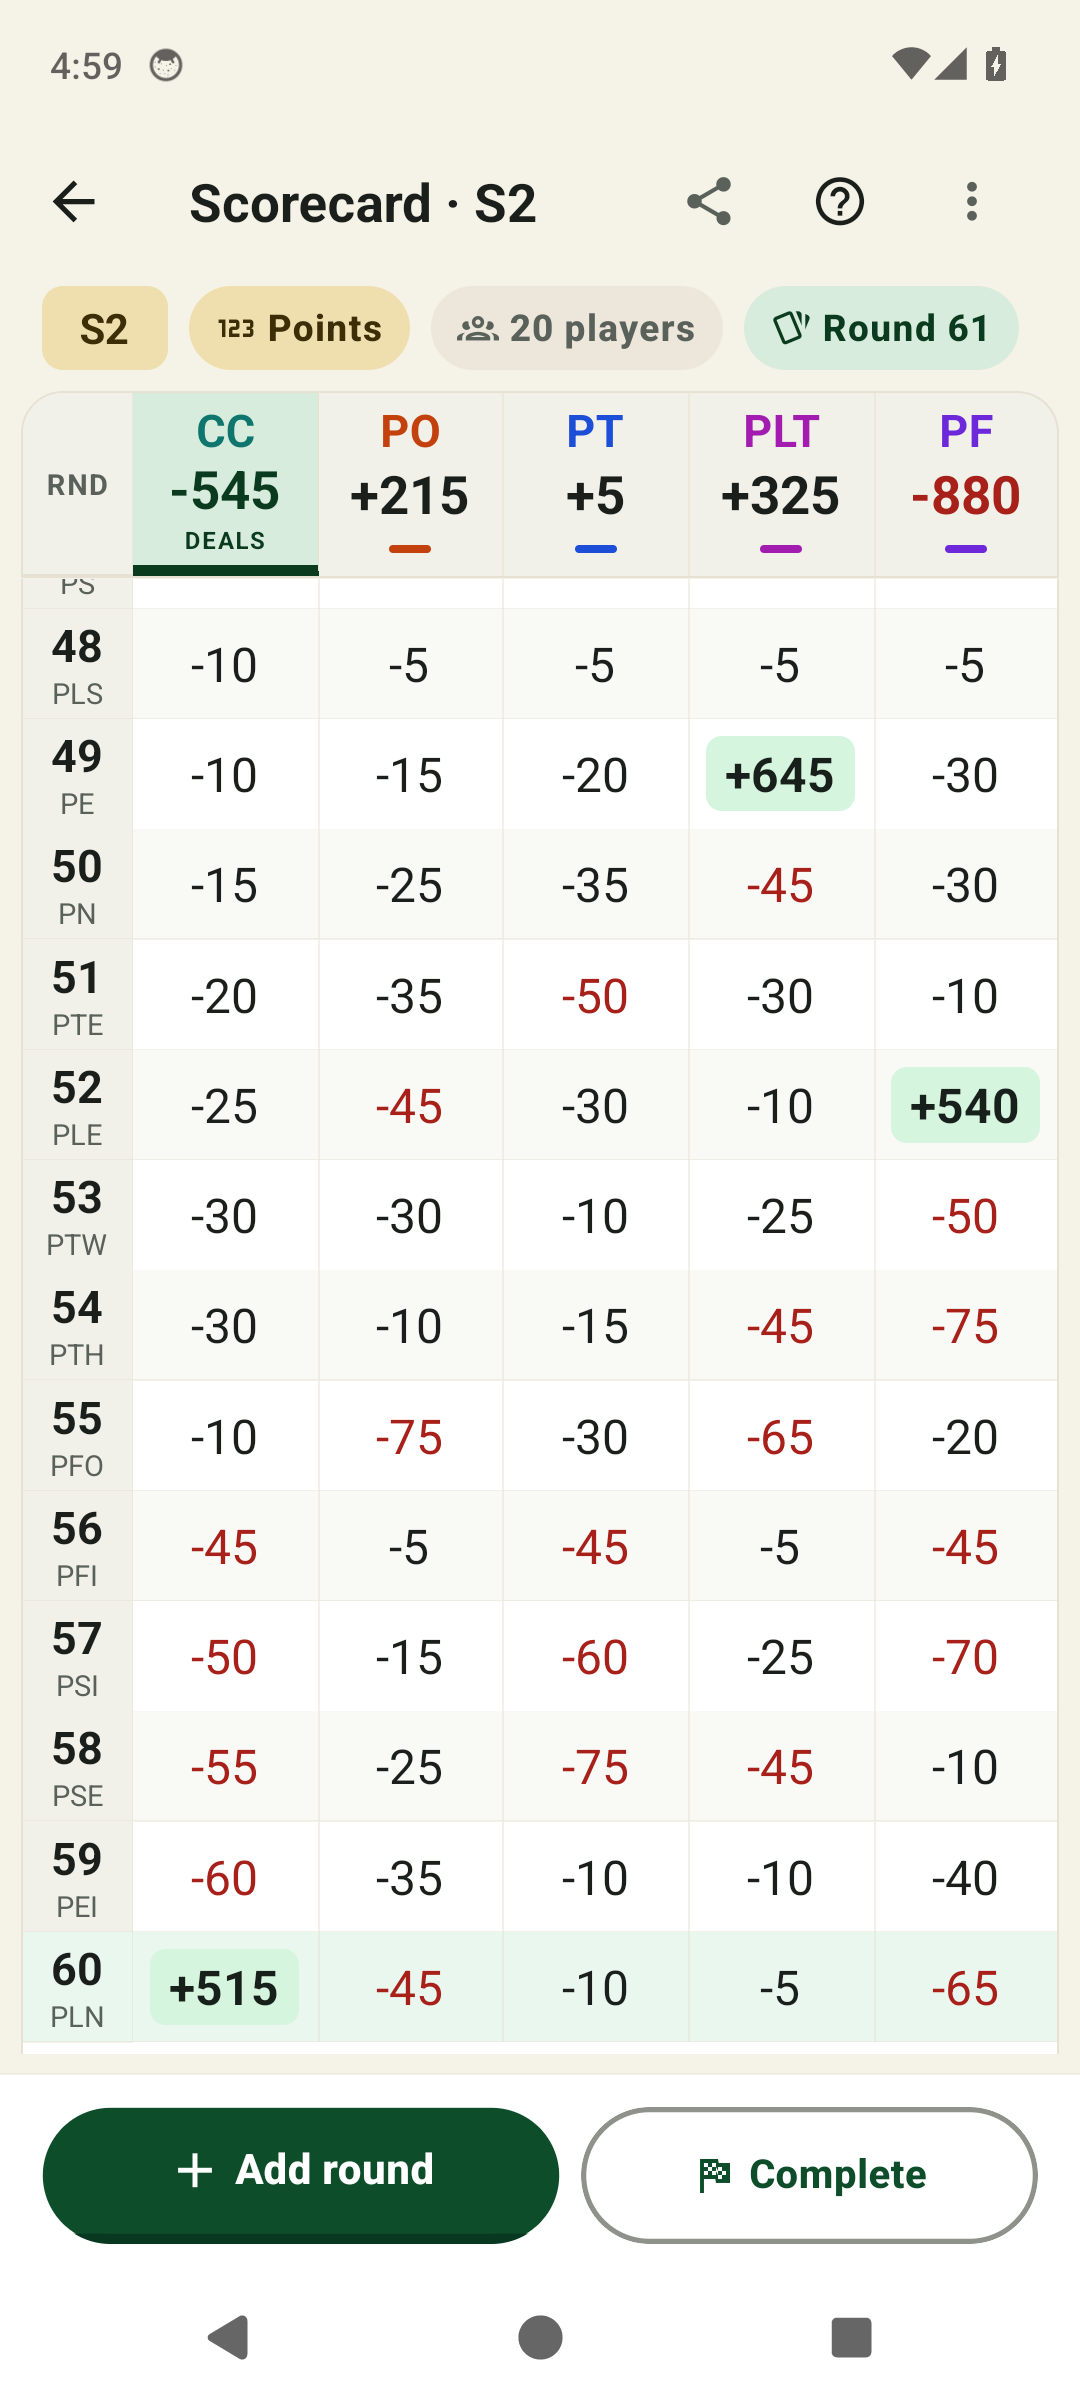 4:59
Scorecard · S2
S2
123 Points
20 players
Round 61
RND CC PO PT PLT PF
-545 +215 +5 +325 -880
DEALS
PS
48 -10 -5 -5 -5 -5
PLS
49 -10 -15 -20 +645 -30
PE
50 -15 -25 -35 -45 -30
PN
51 -20 -35 -50 -30 -10
PTE
52 -25 -45 -30 -10 +540
PLE
53 -30 -30 -10 -25 -50
PTW
54 -30 -10 -15 -45 -75
PTH
55 -10 -75 -30 -65 -20
PFO
56 -45 -5 -45 -5 -45
PFI
57 -50 -15 -60 -25 -70
PSI
58 -55 -25 -75 -45 -10
PSE
59 -60 -35 -10 -10 -40
PEI
60 +515 -45 -10 -5 -65
PLN
+ Add round
Complete